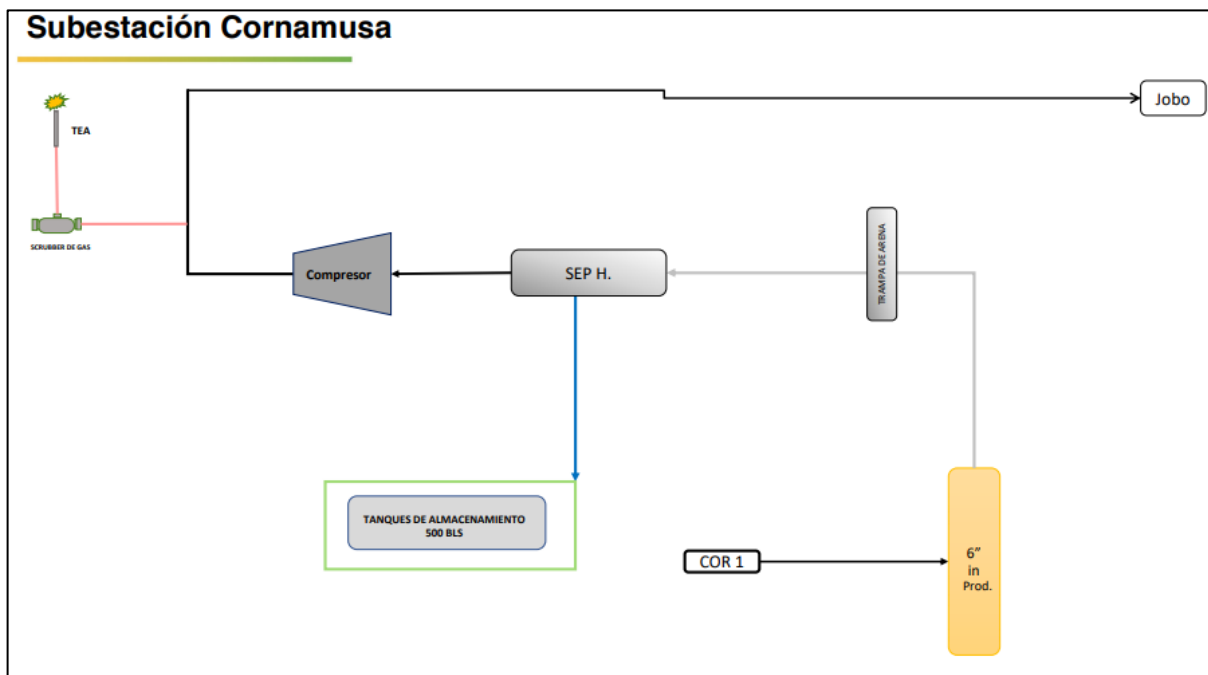 Subestación Cornamusa
TEA
Jobo
SCRUBBER DE GAS
Compresor
SEP H.
TRAMPA DE ARENA
TANQUES DE ALMACENAMIENTO
500 BLS
COR 1
6”
in
Prod.